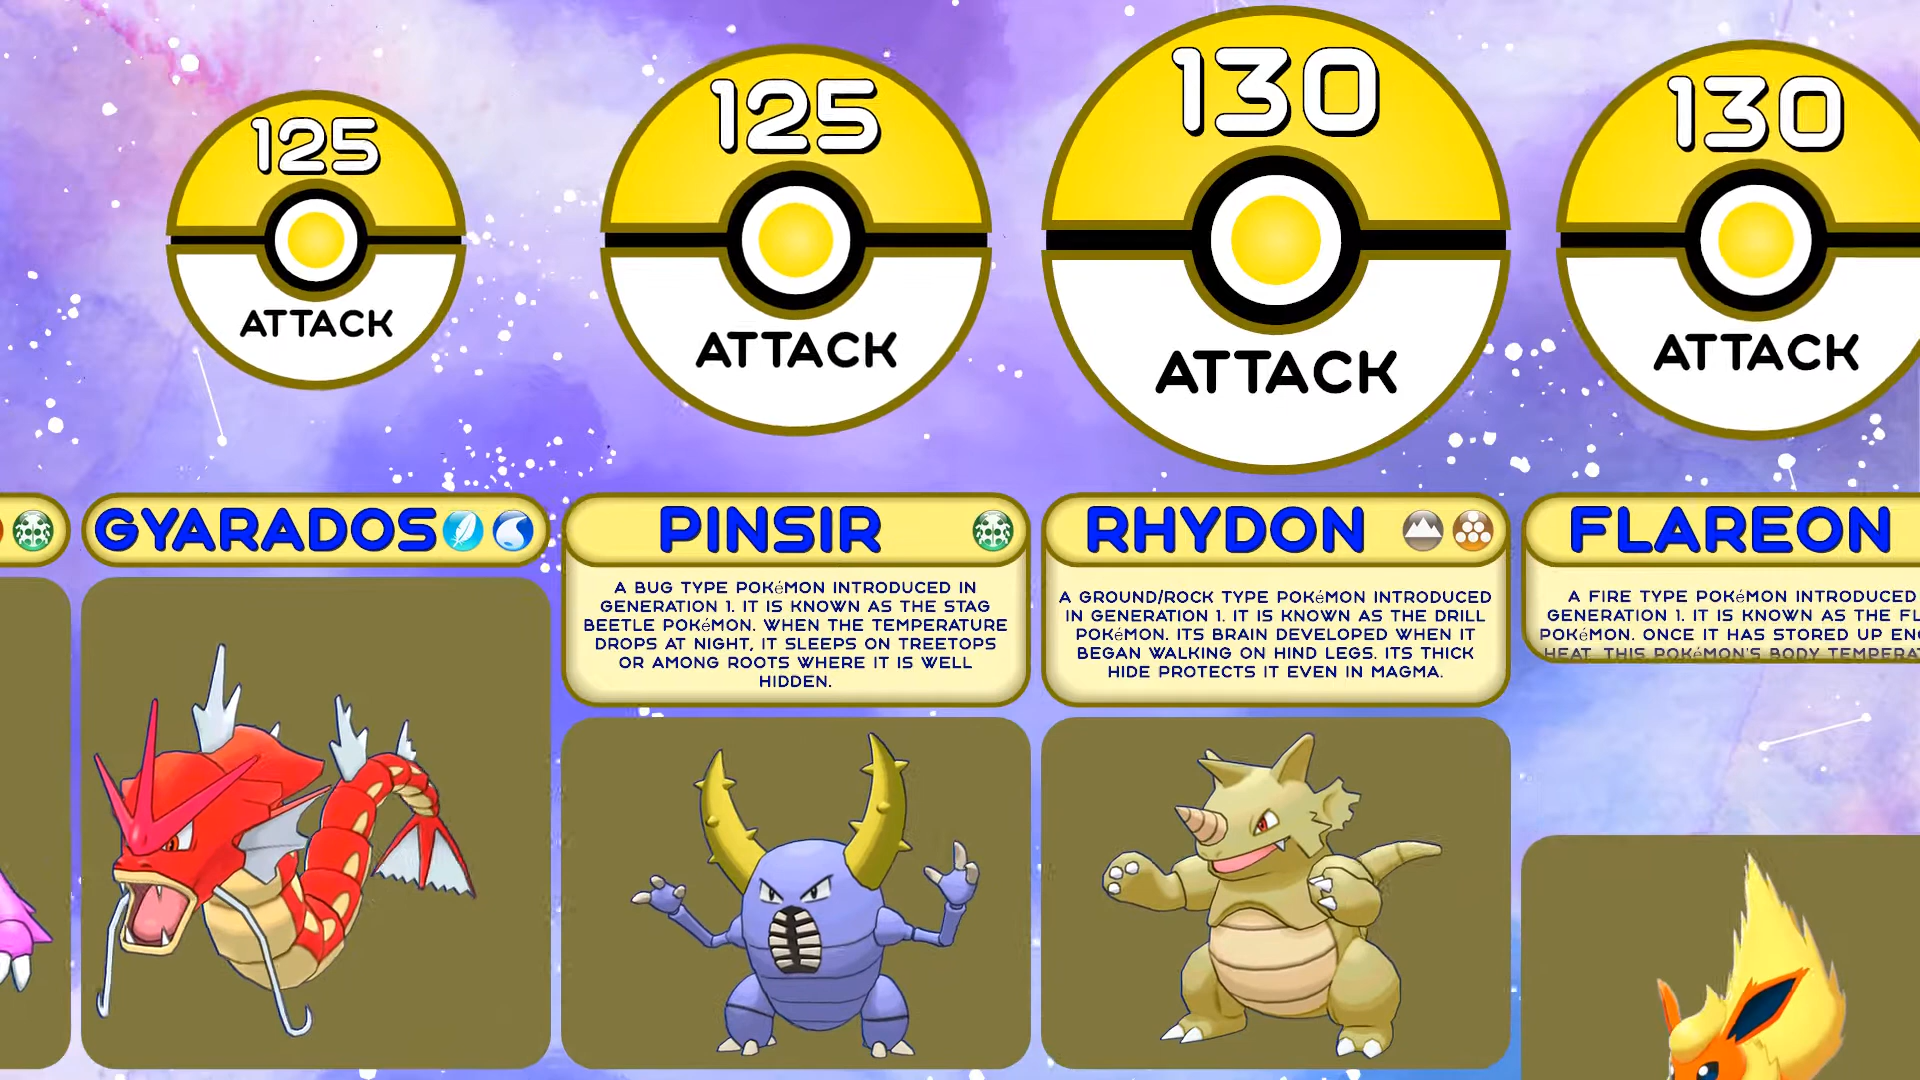 125
ATTACK
125
ATTACK
130
ATTACK
130
ATTACK
GYARADOS
PINSIR
A BUG TYPE POKéMON INTRODUCED IN
GENERATION 1. IT IS KNOWN AS THE STAG
BEETLE POKéMON. WHEN THE TEMPERATURE
DROPS AT NIGHT, IT SLEEPS ON TREETOPS
OR AMONG ROOTS WHERE IT IS WELL
HIDDEN.
RHYDON
A GROUND/ROCK TYPE POKéMON INTRODUCED
IN GENERATION 1. IT IS KNOWN AS THE DRILL
POKéMON. ITS BRAIN DEVELOPED WHEN IT
BEGAN WALKING ON HIND LEGS. ITS THICK
HIDE PROTECTS IT EVEN IN MAGMA.
FLAREON
A FIRE TYPE POKéMON INTRODUCED
GENERATION 1. IT IS KNOWN AS THE
POKéMON. ONCE IT HAS STORED UP
HEAT, THIS POKéMON'S BODY